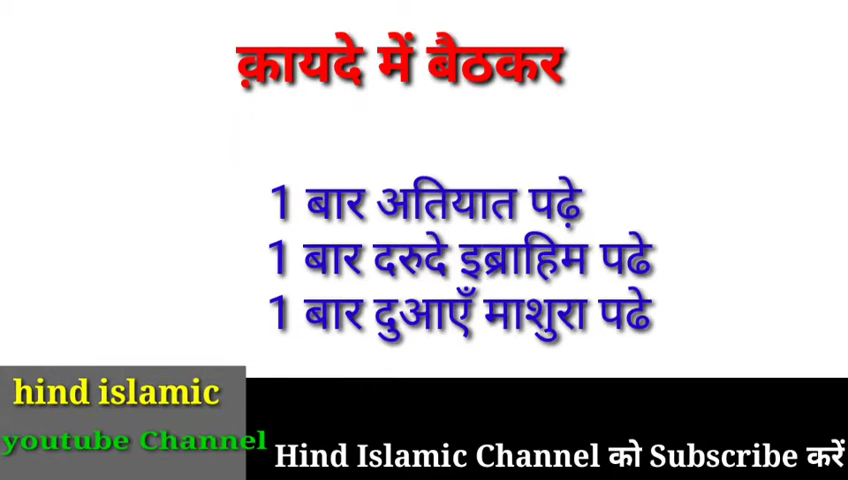 क़ायदे में बैठकर
1 बार अतियात पढ़े
1 बार दरुदे इब्राहिम पढे
1 बार दुआएँ माशुरा पढे
hind islamic
youtube Channel
Hind Islamic Channel को Subscribe करें